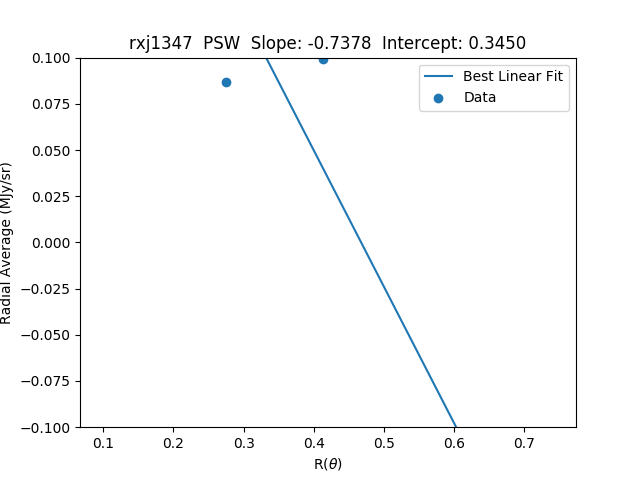 rxj1347 PSW Slope: -0.7378 Intercept: 0.3450
Best Linear Fit
Data
0.100
0.075
0.050
0.025
0.000
−0.025
−0.050
−0.075
−0.100
Radial Average (MJy/sr)
0.1 0.2 0.3 0.4 0.5 0.6 0.7
R(θ)